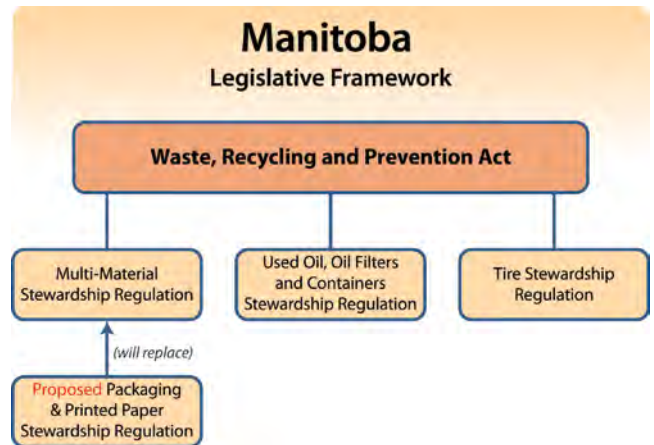 Manitoba
Legislative Framework
Waste, Recycling and Prevention Act
Multi-Material
Stewardship Regulation
Used Oil, Oil Filters
and Containers
Stewardship Regulation
Tire Stewardship
Regulation
(will replace)
Proposed Packaging
& Printed Paper
Stewardship Regulation